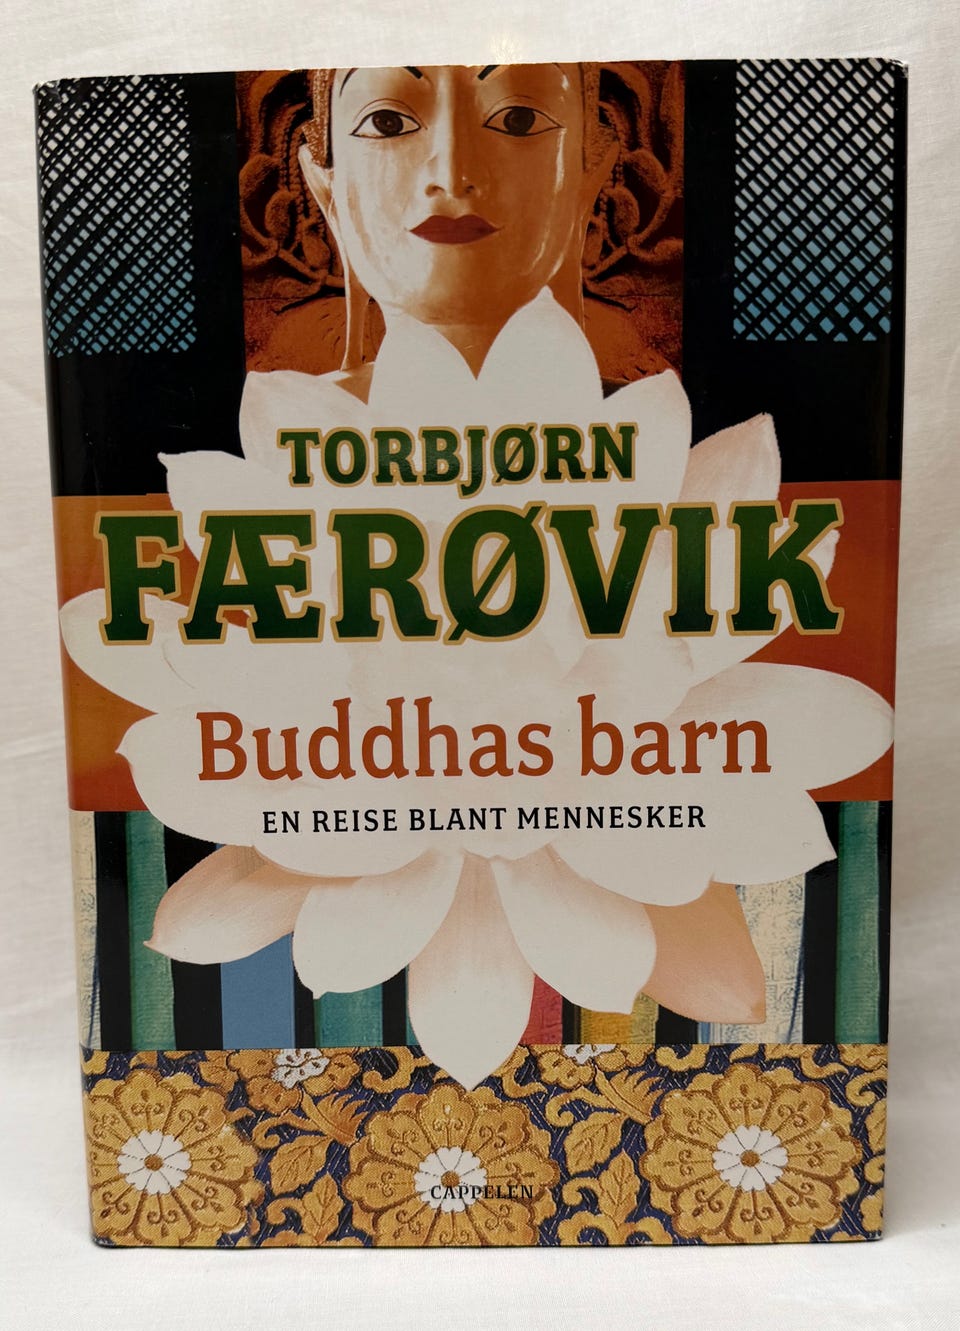 TORBJØRN
FÆRØVIK
Buddhas barn
EN REISE BLANT MENNESKER
CAPPELEN